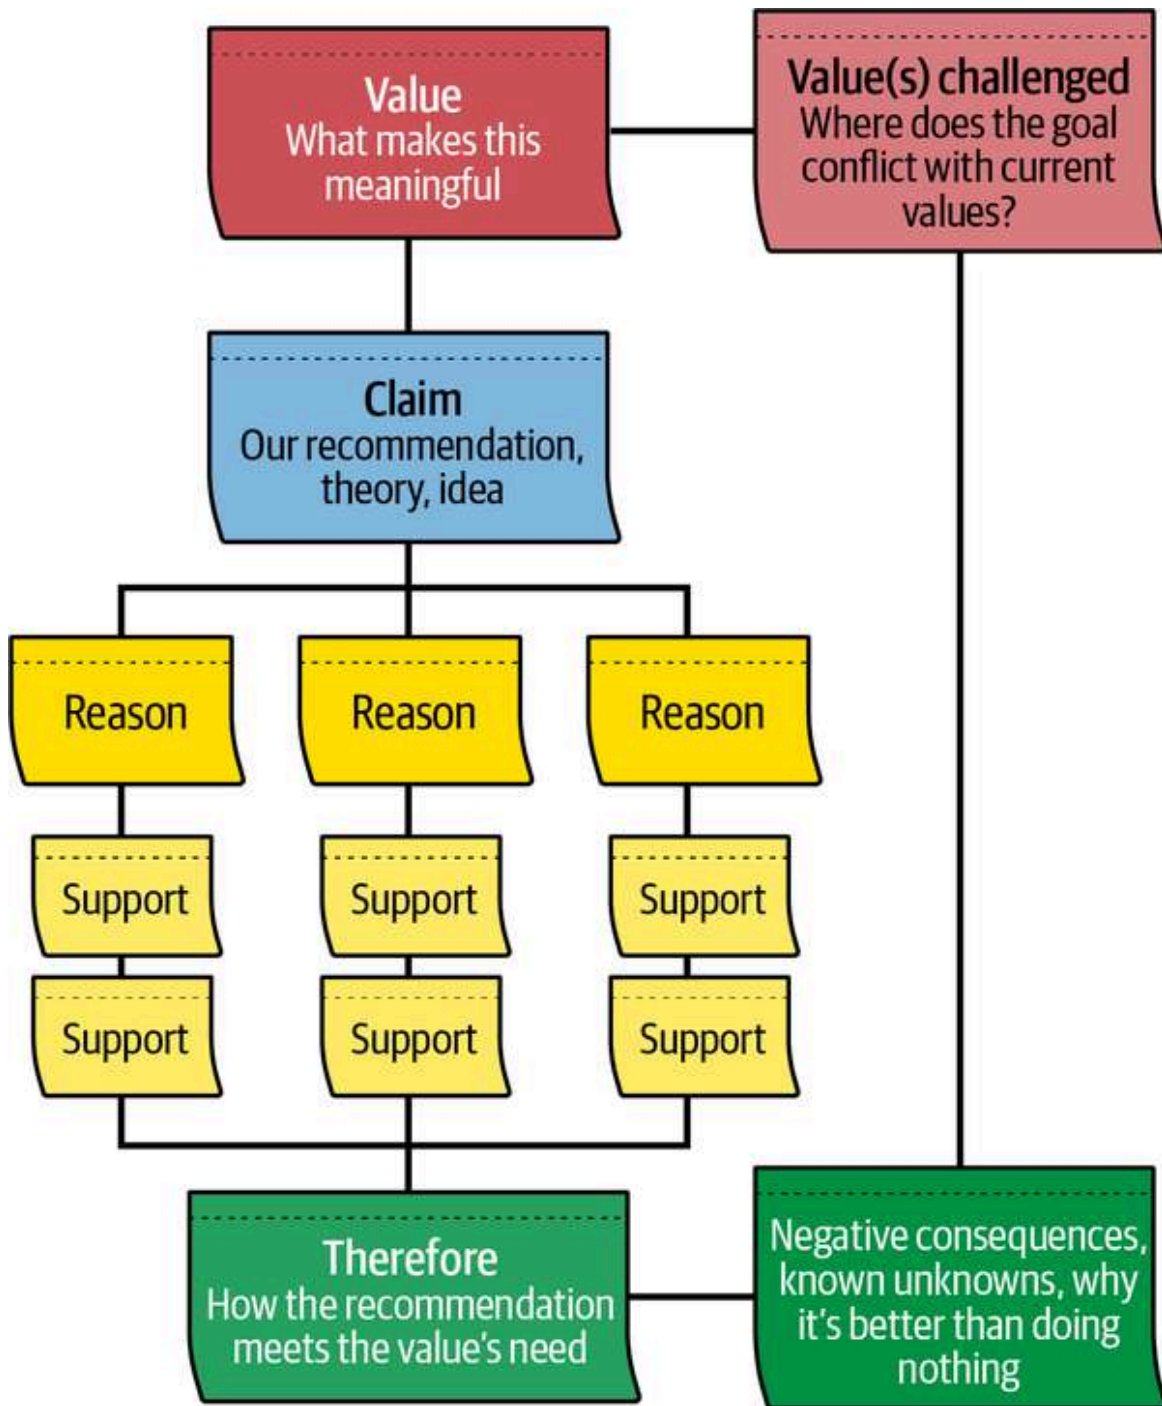 Value
What makes this
meaningful
Value(s) challenged
Where does the goal
conflict with current
values?
Claim
Our recommendation,
theory, idea
Reason
Reason
Reason
Support
Support
Support
Support
Support
Support
Therefore
How the recommendation
meets the value's need
Negative consequences,
known unknowns, why
it's better than doing
nothing